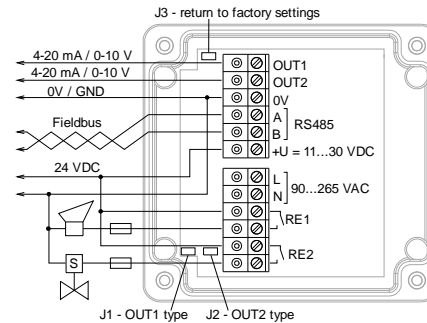 J3 - return to factory settings
4-20 mA / 0-10 V
OUT1
4-20 mA / 0-10 V
OUT2
0V / GND
0V
Fieldbus
A
B
RS485
+U = 11...30 VDC
24 VDC
L
N
90...265 VAC
RE1
RE2
S
J1 - OUT1 type
J2 - OUT2 type